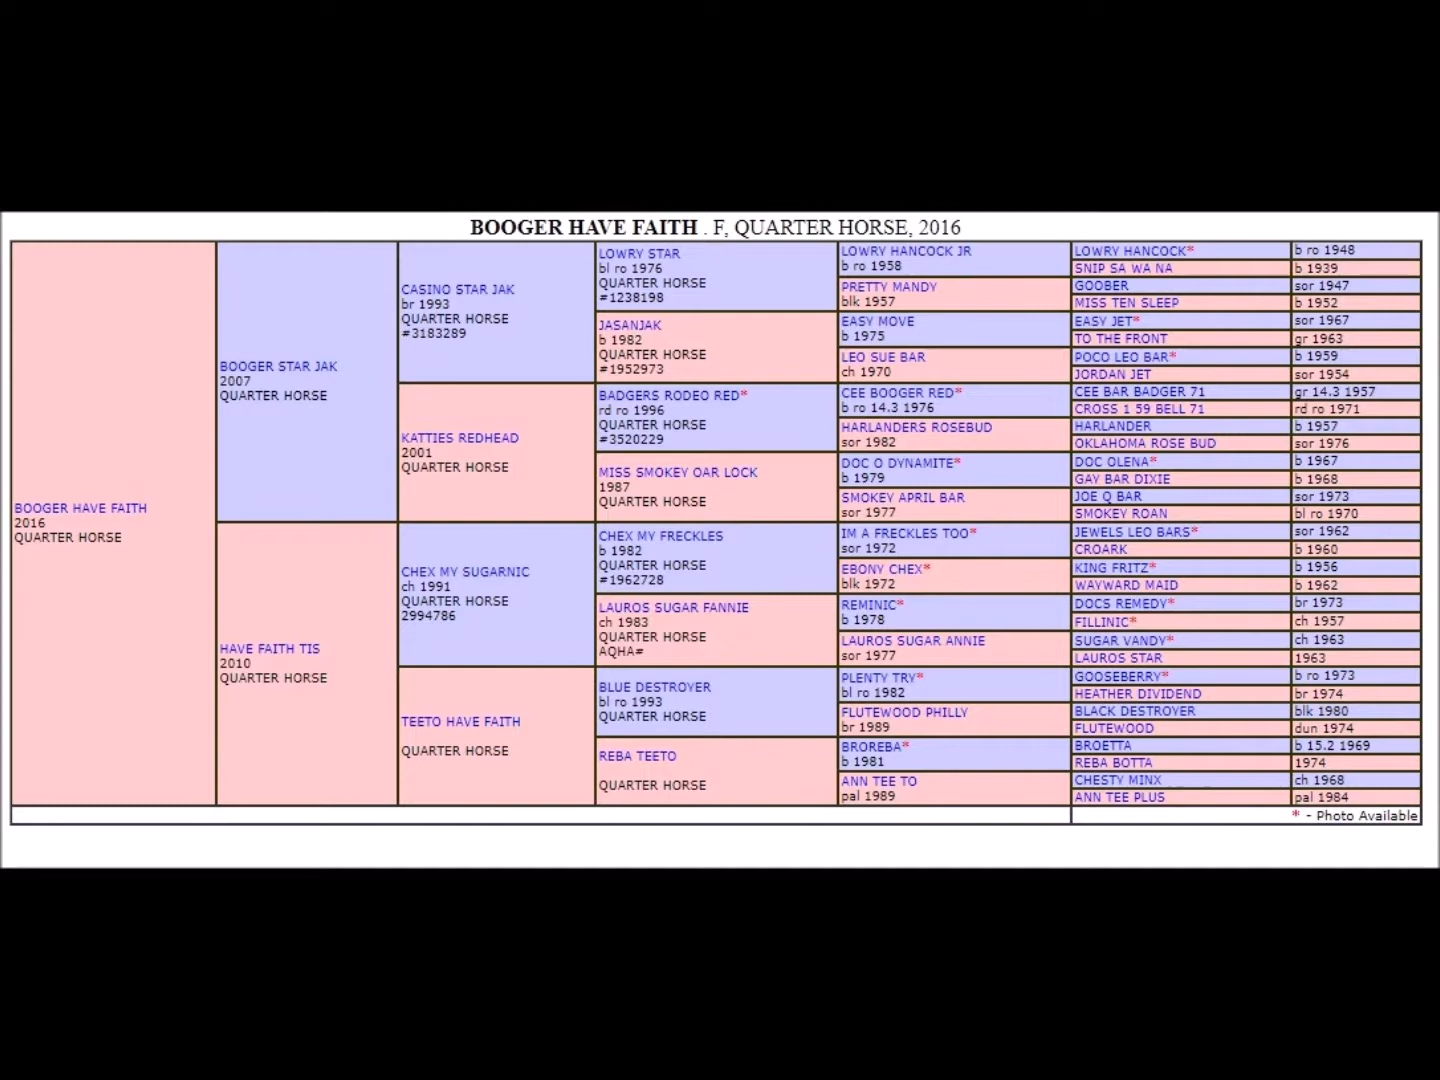 BOOGER HAVE FAITH . F, QUARTER HORSE, 2016
BOOGER HAVE FAITH
2016
QUARTER HORSE
BOOGER STAR JAK
2007
QUARTER HORSE
HAVE FAITH TIS
2010
QUARTER HORSE
CASINO STAR JAK
br 1993
QUARTER HORSE
#3183289
KATTIES REDHEAD
2001
QUARTER HORSE
CHEX MY SUGARNIC
ch 1991
QUARTER HORSE
2994786
TEETO HAVE FAITH
QUARTER HORSE
LOWRY STAR
bl ro 1976
QUARTER HORSE
#1238198
JASANJAK
b 1982
QUARTER HORSE
#1952973
BADGERS RODEO RED*
rd ro 1996
QUARTER HORSE
#3520229
MISS SMOKEY OAR LOCK
1987
QUARTER HORSE
CHEX MY FRECKLES
b 1982
QUARTER HORSE
#1962728
LAUROS SUGAR FANNIE
ch 1983
QUARTER HORSE
AQHA#
BLUE DESTROYER
bl ro 1993
QUARTER HORSE
REBA TEETO
QUARTER HORSE
LOWRY HANCOCK JR
b ro 1958
PRETTY MANDY
blk 1957
EASY MOVE
b 1975
LEO SUE BAR
ch 1970
CEE BOOGER RED*
b ro 14.3 1976
HARLANDERS ROSEBUD
sor 1982
DOC O DYNAMITE*
b 1979
SMOKEY APRIL BAR
sor 1977
IM A FRECKLES TOO*
sor 1972
EBONY CHEX*
blk 1972
REMINIC*
b 1978
LAUROS SUGAR ANNIE
sor 1977
PLENTY TRY*
bl ro 1982
FLUTEWOOD PHILLY
br 1989
BROREBA*
b 1981
ANN TEE TO
pal 1989
LOWRY HANCOCK* b ro 1948
SNIP SA WA NA b 1939
GOOBER sor 1947
MISS TEN SLEEP b 1952
EASY JET* sor 1967
TO THE FRONT gr 1963
POCO LEO BAR* b 1959
JORDAN JET sor 1954
CEE BAR BADGER 71 gr 14.3 1957
CROSS 1 59 BELL 71 rd ro 1971
HARLANDER b 1957
OKLAHOMA ROSE BUD sor 1976
DOC OLENA* b 1967
GAY BAR DIXIE b 1968
JOE Q BAR sor 1973
SMOKEY ROAN bl ro 1970
JEWELS LEO BARS* sor 1962
CROARK b 1960
KING FRITZ* b 1956
WAYWARD MAID b 1962
DOCS REMEDY* br 1973
FILLINIC* ch 1957
SUGAR VANDY* ch 1963
LAUROS STAR 1963
GOOSEBERRY* b ro 1973
HEATHER DIVIDEND br 1974
BLACK DESTROYER blk 1980
FLUTEWOOD dun 1974
BROETTA b 15.2 1969
REBA BOTTA 1974
CHESTY MINX ch 1968
ANN TEE PLUS pal 1984
* - Photo Available